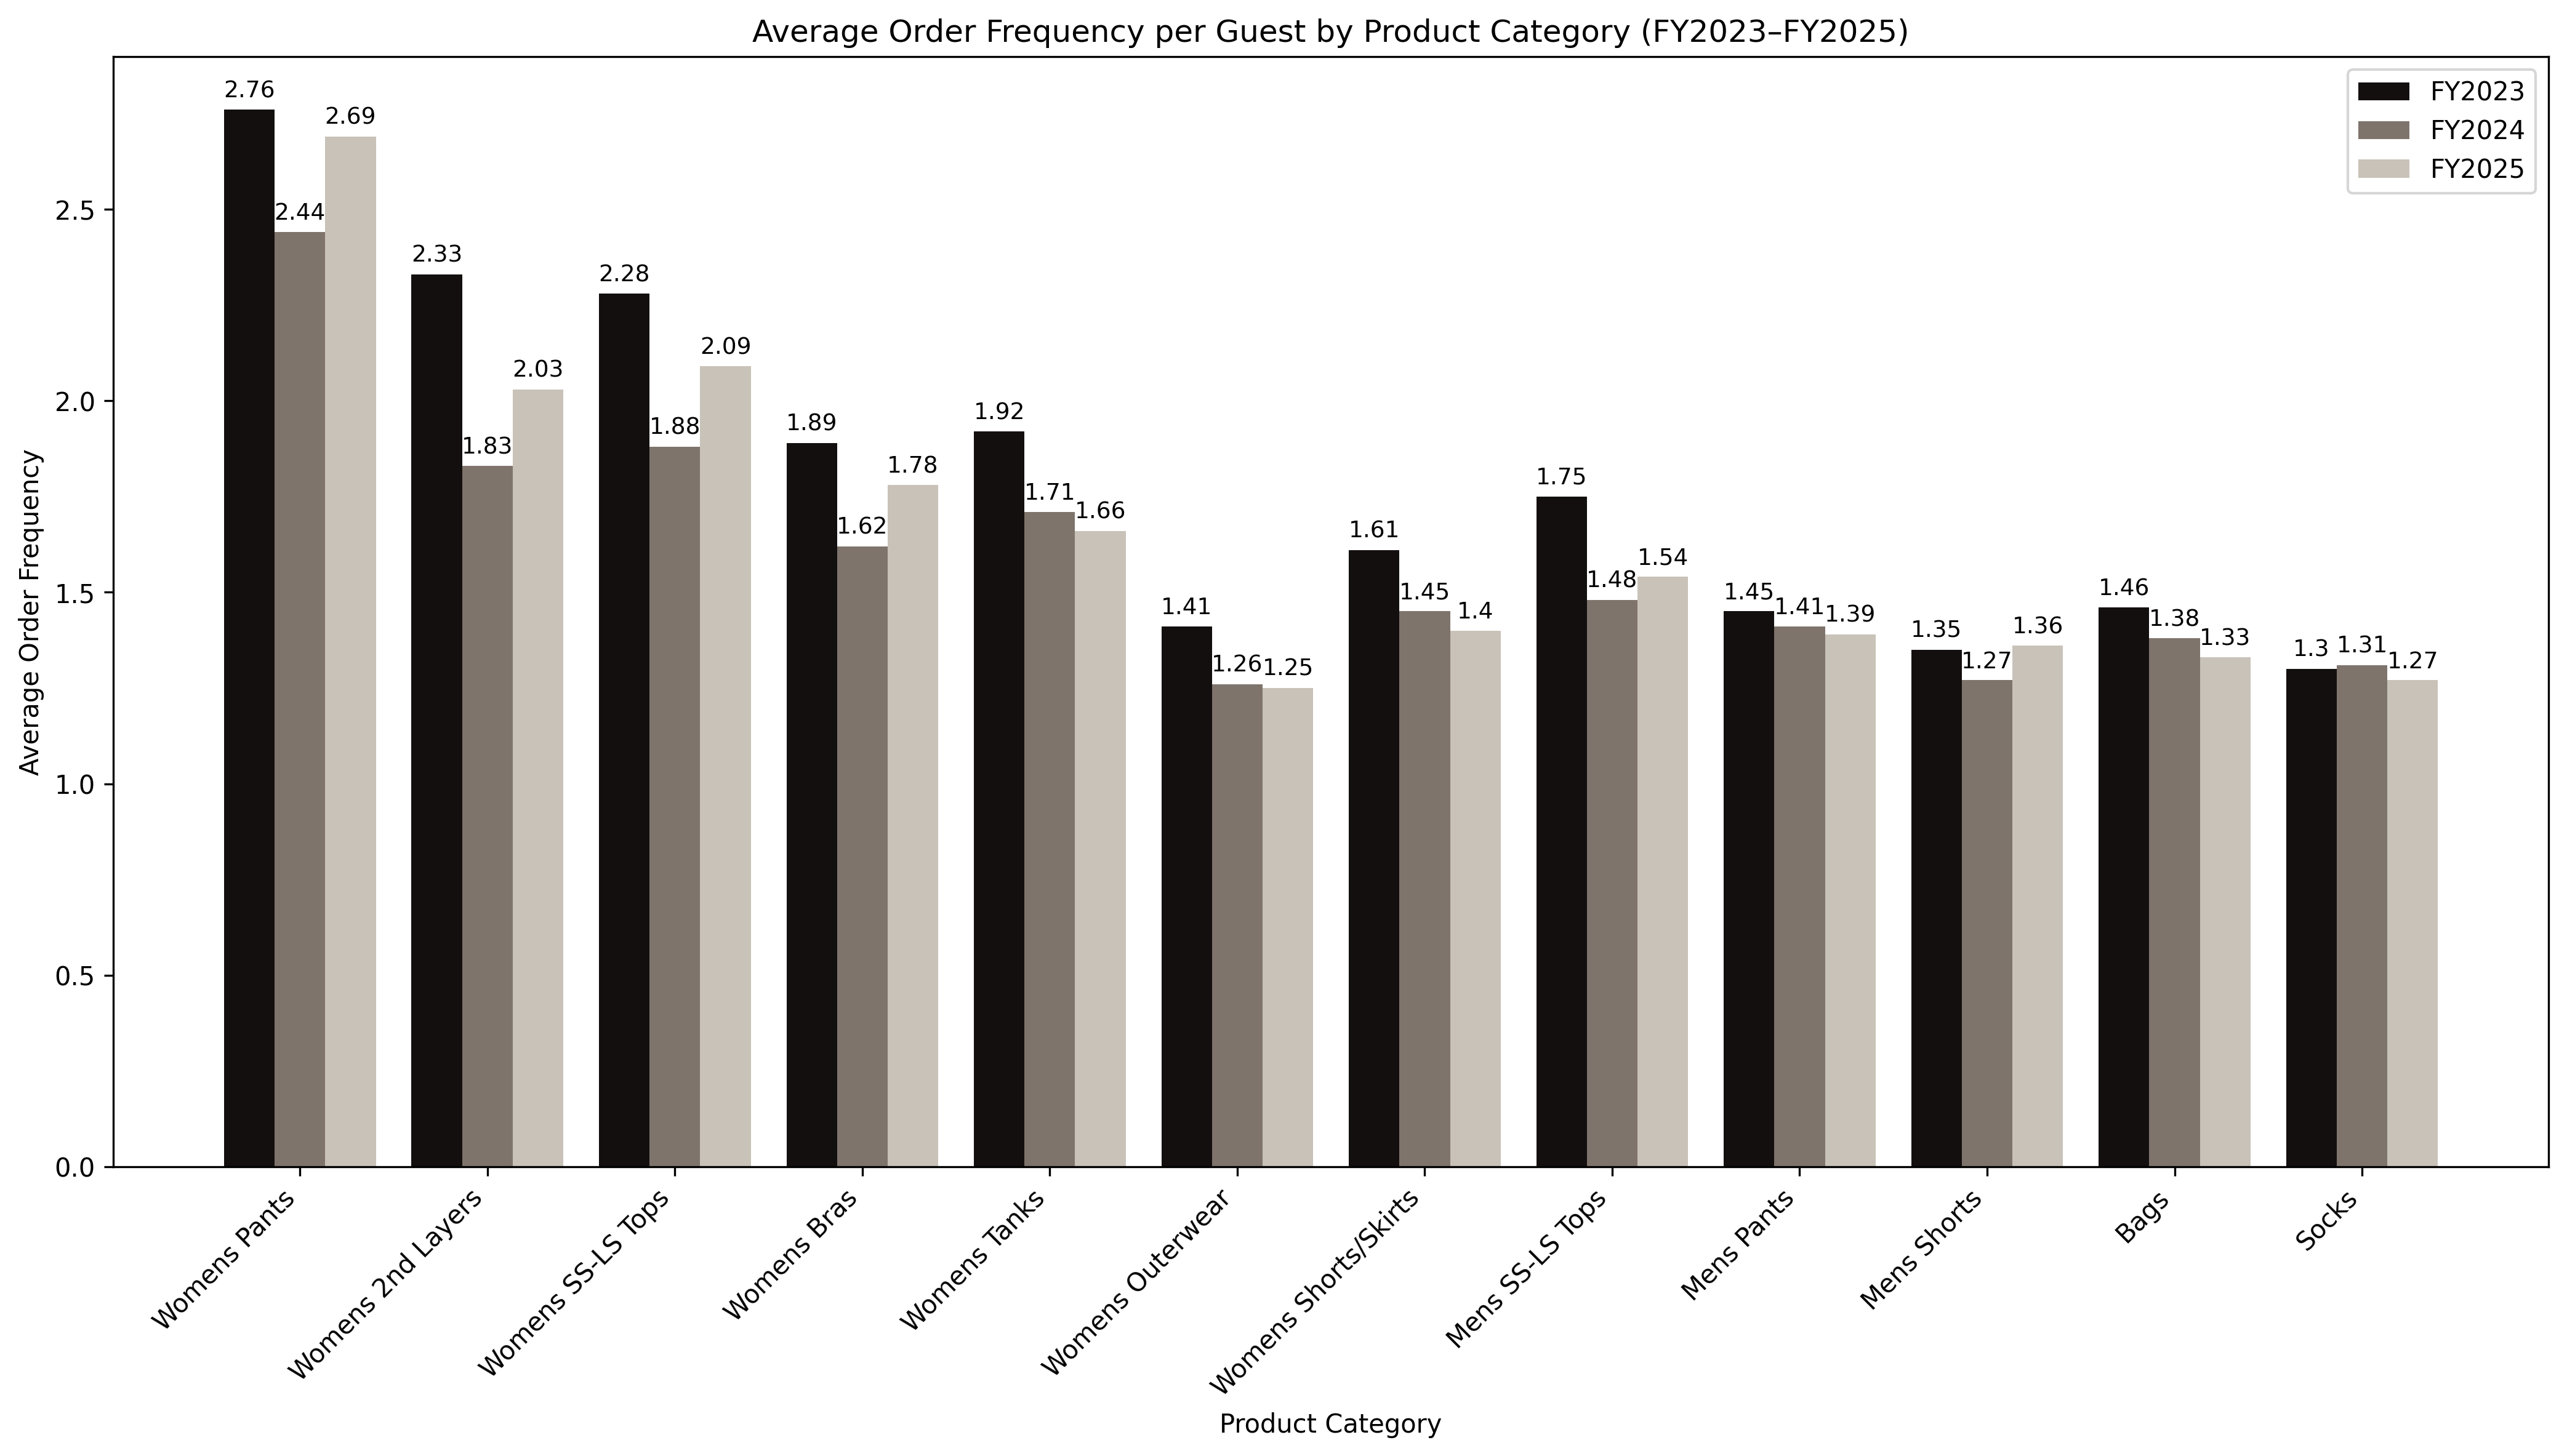 Average Order Frequency per Guest by Product Category (FY2023–FY2025)
FY2023
FY2024
FY2025
Average Order Frequency
2.5
2.0
1.5
1.0
0.5
0.0
2.76
2.44
2.69
2.33
1.83
2.03
2.28
1.88
2.09
1.89
1.62
1.78
1.92
1.71
1.66
1.41
1.26
1.25
1.61
1.45
1.4
1.75
1.48
1.54
1.45
1.41
1.39
1.35
1.27
1.36
1.46
1.38
1.33
1.3
1.31
1.27
Womens Pants
Womens 2nd Layers
Womens SS-LS Tops
Womens Bras
Womens Tanks
Womens Outerwear
Womens Shorts/Skirts
Mens SS-LS Tops
Mens Pants
Mens Shorts
Bags
Socks
Product Category